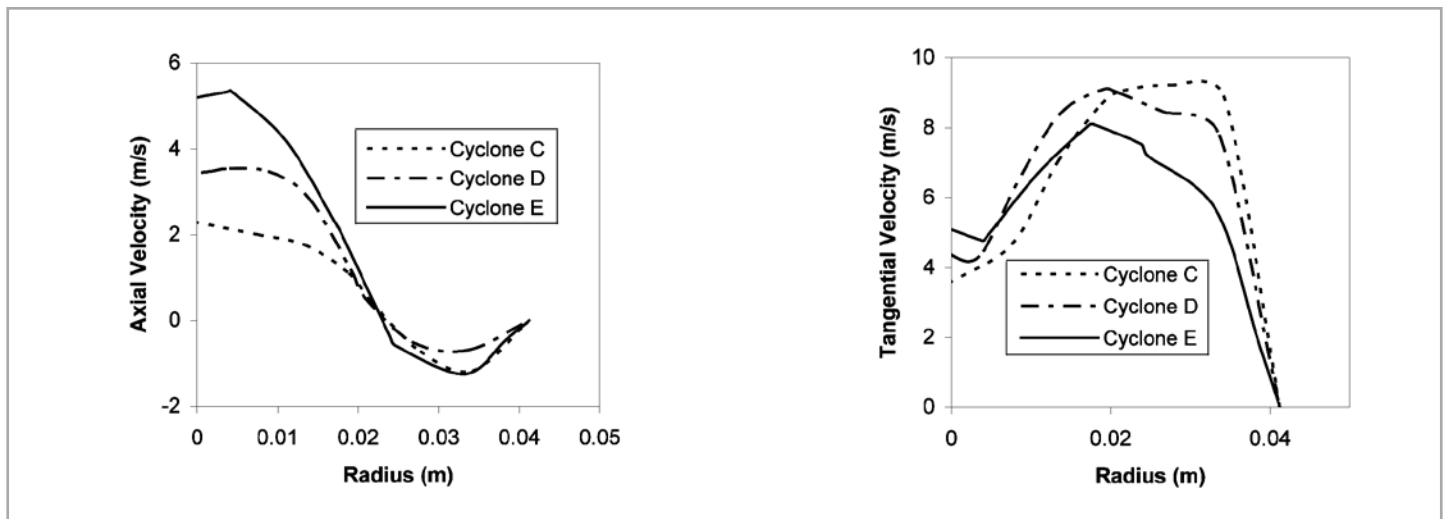 6
4
2
0
-2
Axial Velocity (m/s)
Cyclone C
Cyclone D
Cyclone E
0 0.01 0.02 0.03 0.04 0.05
Radius (m)
10
8
6
4
2
0
Tangential Velocity (m/s)
Cyclone C
Cyclone D
Cyclone E
0 0.02 0.04
Radius (m)